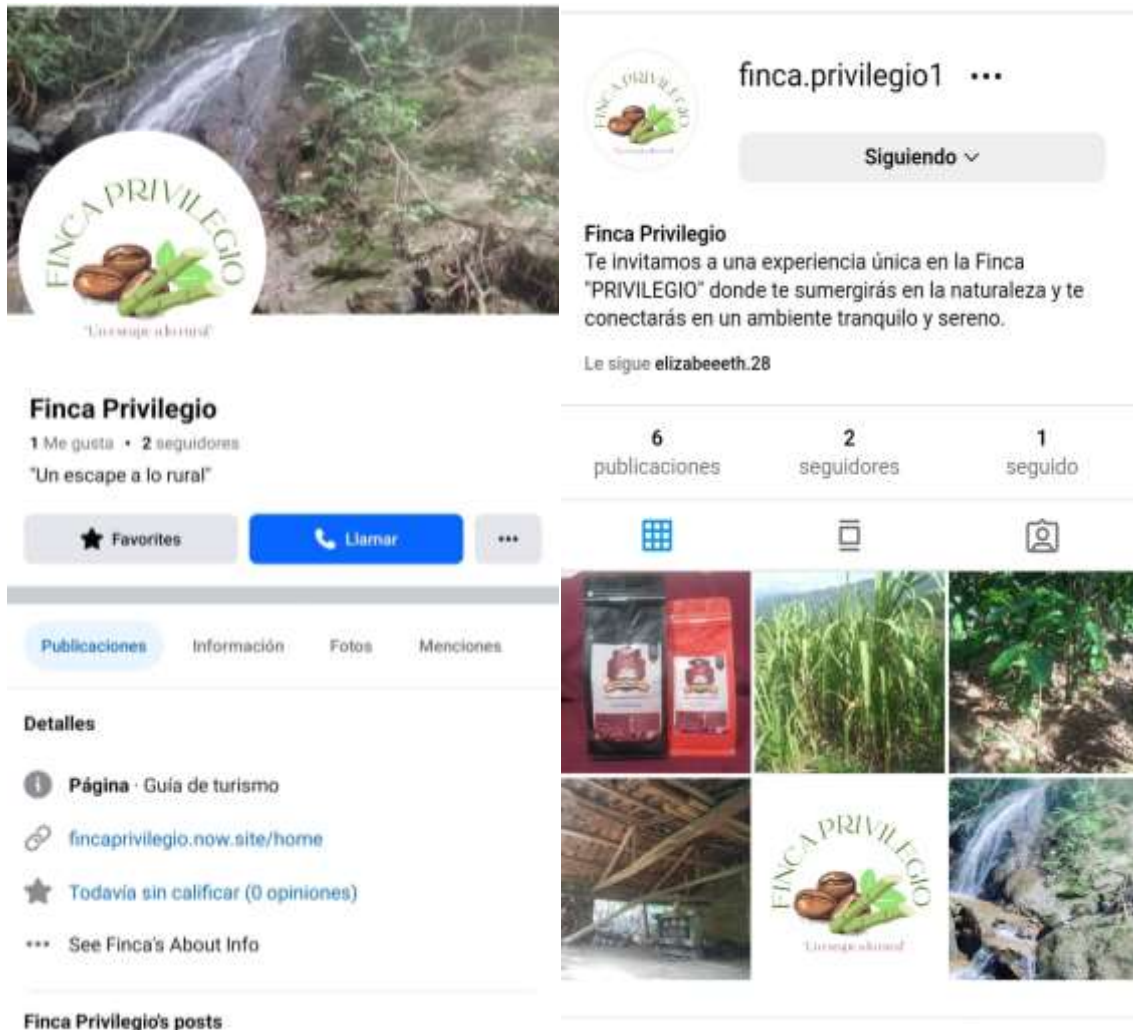 FINCA PRIVILEGIO
"Un escape a lo rural"
Finca Privilegio
1 Me gusta • 2 seguidores
"Un escape a lo rural"
Favorites
Llamar
Publicaciones
Información
Fotos
Menciones
Detalles
Página · Guía de turismo
fincaprivilegio.now.site/home
Todavía sin calificar (0 opiniones)
See Finca's About Info
Finca Privilegio's posts
FINCA PRIVILEGIO
finca.privilegio1
Siguiendo
Finca Privilegio
Te invitamos a una experiencia única en la Finca
"PRIVILEGIO" donde te sumergirás en la naturaleza y te
conectarás en un ambiente tranquilo y sereno.
Le sigue elizabeeeth.28
6
publicaciones
2
seguidores
1
seguido
FINCA PRIVILEGIO
"Un escape a lo rural"